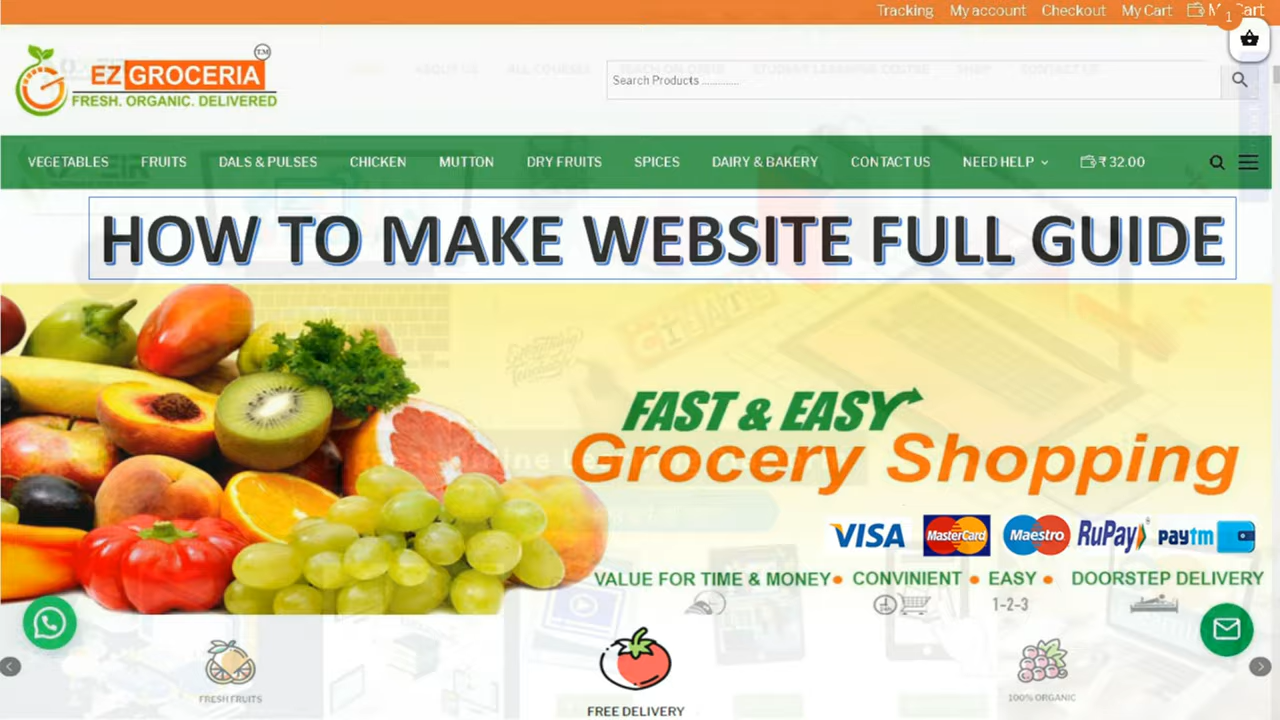 Tracking My account Checkout My Cart My Cart
1
TM
EZ GROCERIA
FRESH. ORGANIC. DELIVERED
Search Products ..............
VEGETABLES FRUITS DALS & PULSES CHICKEN MUTTON DRY FRUITS SPICES DAIRY & BAKERY CONTACT US NEED HELP ₹ 32.00
HOW TO MAKE WEBSITE FULL GUIDE
FAST & EASY
Grocery Shopping
VISA MasterCard Maestro RuPay paytm
VALUE FOR TIME & MONEY • CONVINIENT • EASY • DOORSTEP DELIVERY
1-2-3
FRESH FRUITS
FREE DELIVERY
100% ORGANIC